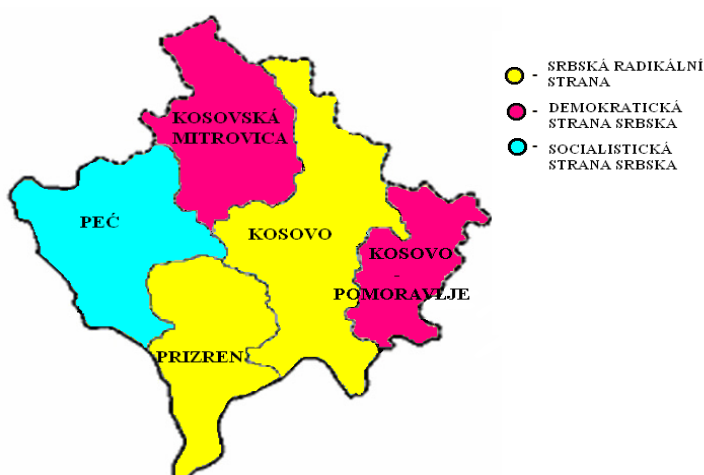 KOSOVSKÁ
MITROVICA
PEĆ
KOSOVO
KOSOVO
-
POMORAVLJE
PRIZREN
- SRBSKÁ RADIKÁLNÍ
STRANA
- DEMOKRATICKÁ
STRANA SRBSKA
- SOCIALISTICKÁ
STRANA SRBSKA